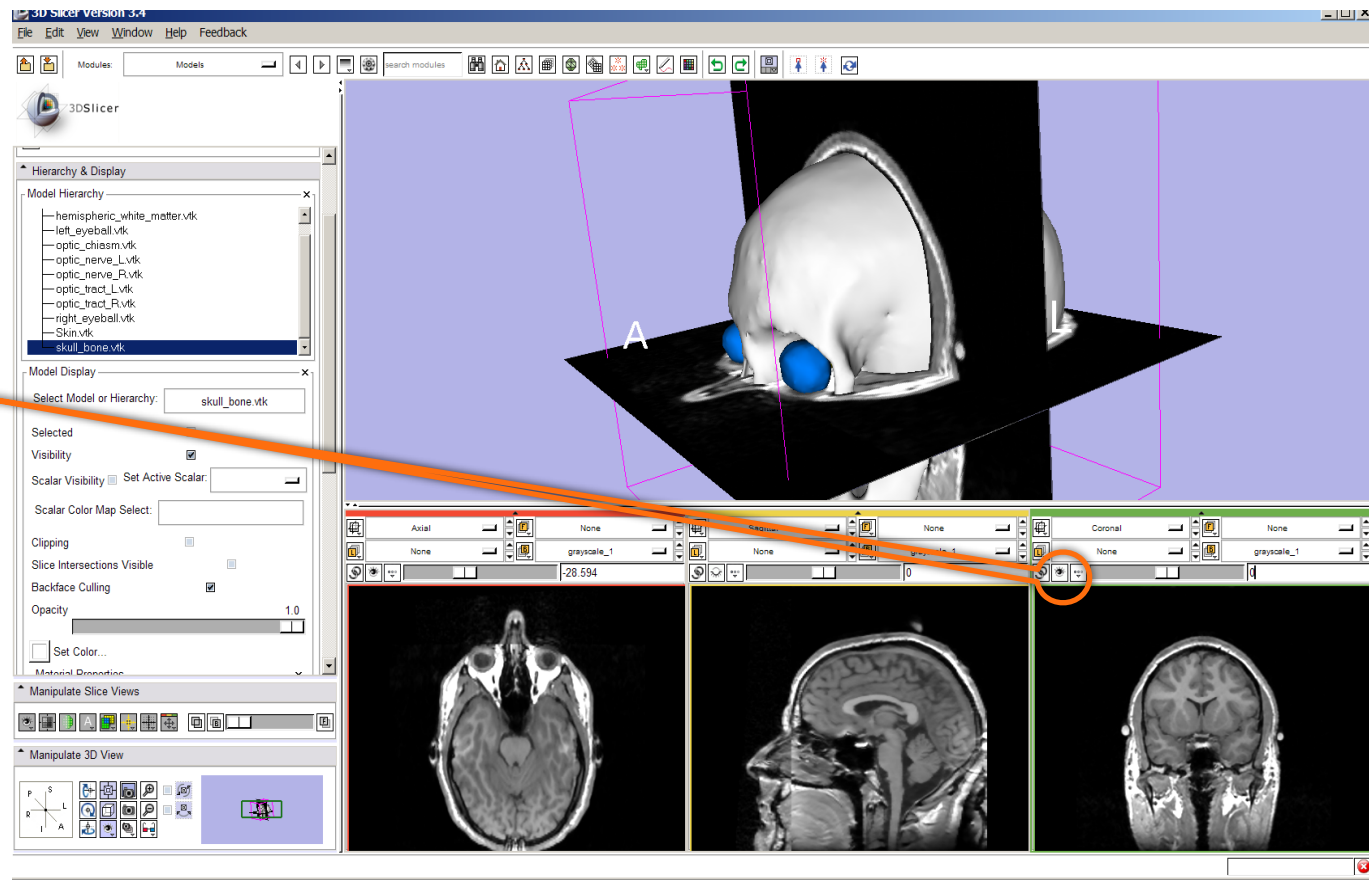 3D Slicer Version 3.4
File Edit View Window Help Feedback
Modules: Models search modules
3DSlicer
Hierarchy & Display
Model Hierarchy
hemispheric_white_matter.vtk
left_eyeball.vtk
optic_chiasm.vtk
optic_nerve_L.vtk
optic_nerve_R.vtk
optic_tract_L.vtk
optic_tract_R.vtk
right_eyeball.vtk
Skin.vtk
skull_bone.vtk
Model Display
Select Model or Hierarchy: skull_bone.vtk
Selected
Visibility
Scalar Visibility Set Active Scalar:
Scalar Color Map Select:
Clipping
Slice Intersections Visible
Backface Culling
Opacity 1.0
Set Color...
Material Properties
Manipulate Slice Views
Manipulate 3D View
P S
R L
I A
A
L
Axial None
None grayscale_1
-28.594
Sagittal None
None grayscale_1
0
Coronal None
None grayscale_1
0